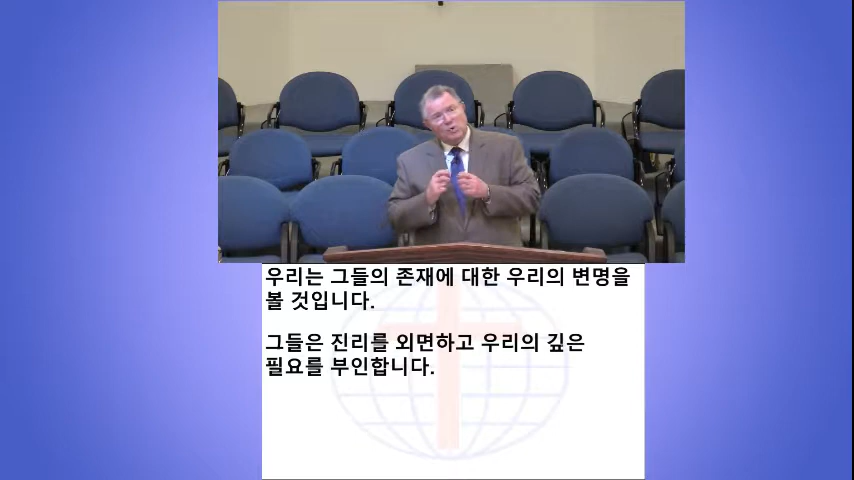 우리는 그들의 존재에 대한 우리의 변명을
볼 것입니다.
그들은 진리를 외면하고 우리의 깊은
필요를 부인합니다.